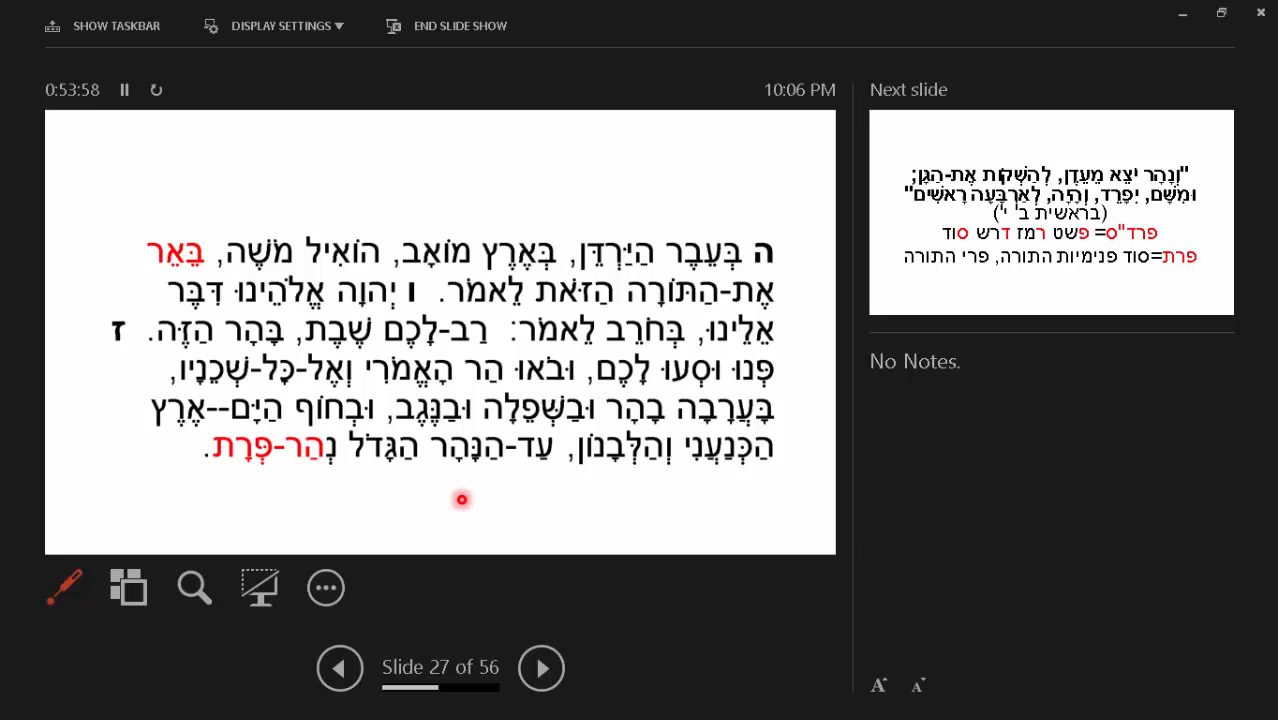 SHOW TASKBAR
DISPLAY SETTINGS
END SLIDE SHOW
0:53:58
10:06 PM
ה בְּעֵבֶר הַיַּרְדֵּן, בְּאֶרֶץ מוֹאָב, הוֹאִיל מֹשֶׁה, בֵּאֵר
אֶת-הַתּוֹרָה הַזֹּאת לֵאמֹר. ו יְהוָה אֱלֹהֵינוּ דִּבֶּר
אֵלֵינוּ, בְּחֹרֵב לֵאמֹר: רַב-לָכֶם שֶׁבֶת, בָּהָר הַזֶּה. ז
פְּנוּ וּסְעוּ לָכֶם, וּבֹאוּ הַר הָאֱמֹרִי וְאֶל-כָּל-שְׁכֵנָיו,
בָּעֲרָבָה בָהָר וּבַשְּׁפֵלָה וּבַנֶּגֶב, וּבְחוֹף הַיָּם--אֶרֶץ
הַכְּנַעֲנִי וְהַלְּבָנוֹן, עַד-הַנָּהָר הַגָּדֹל נְהַר-פְּרָת.
Slide 27 of 56
Next slide
"וְנָהָר יֹצֵא מֵעֵדֶן, לְהַשְׁקוֹת אֶת-הַגָּן;
וּמִשָּׁם, יִפָּרֵד, וְהָיָה, לְאַרְבָּעָה רָאשִׁים"
(בראשית ב' י')
פרד"ס= פשט רמז דרש סוד
פרת=סוד פנימיות התורה, פרי התורה
No Notes.
A A